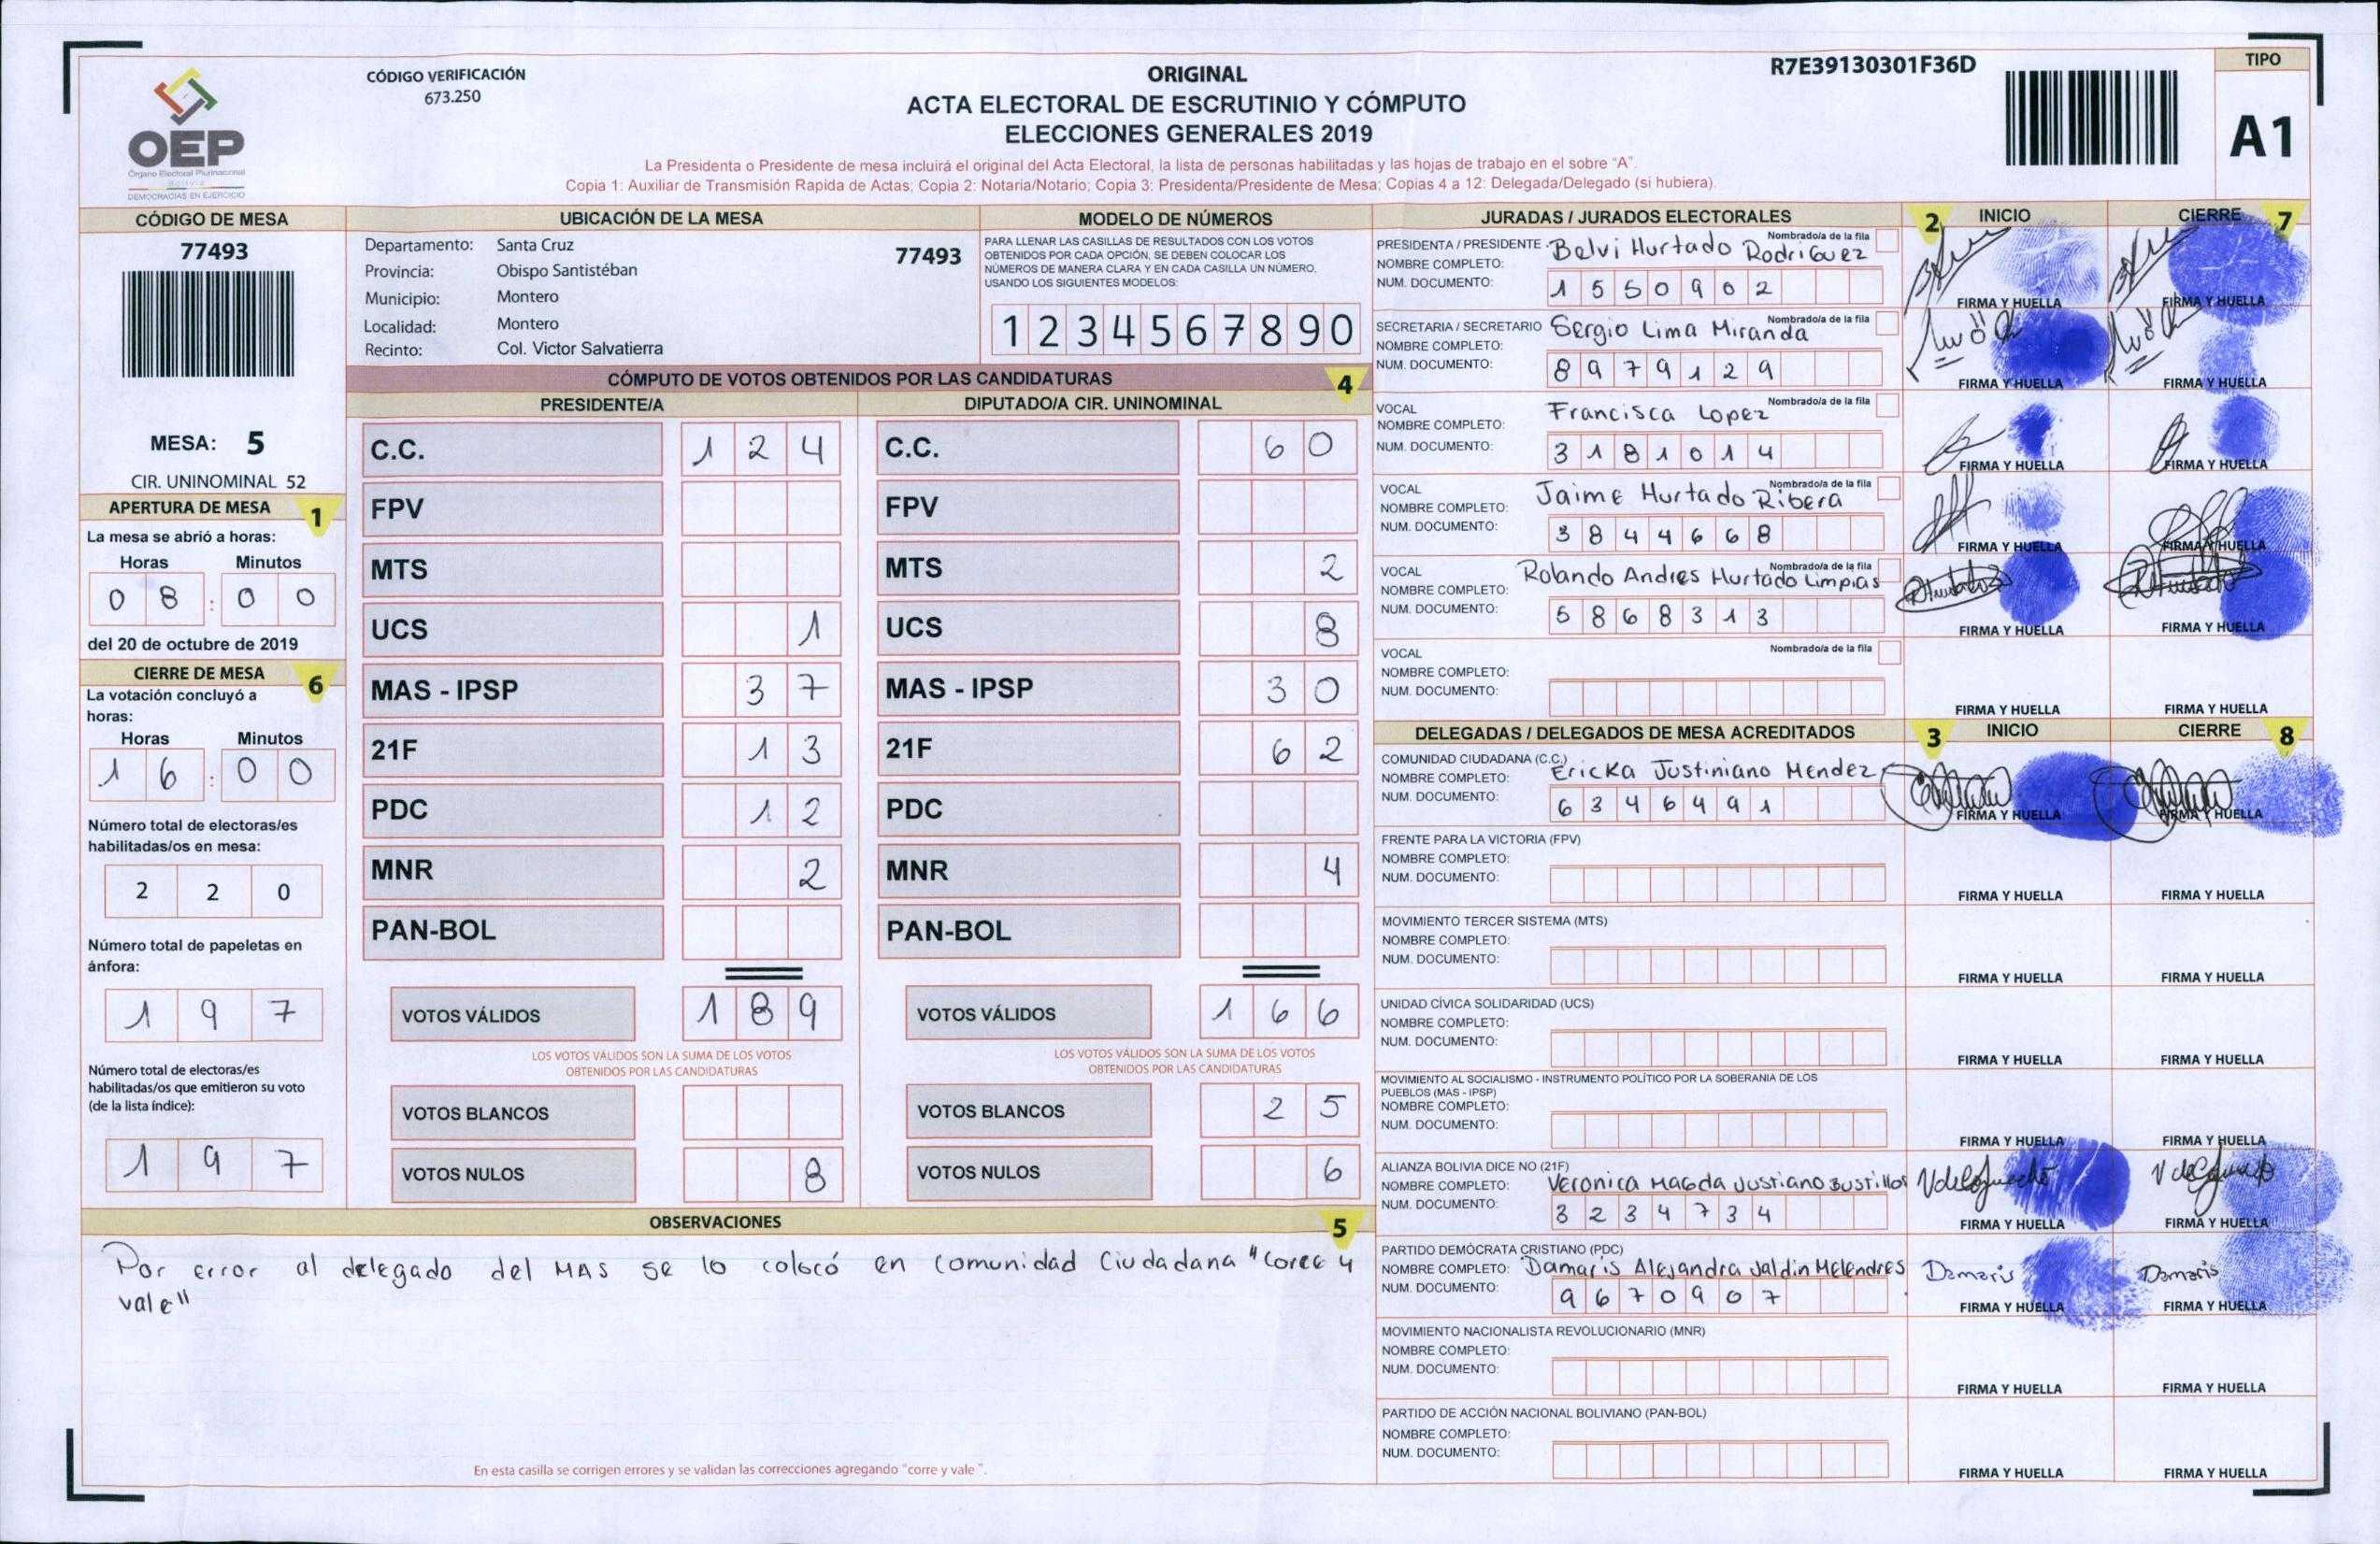 CÓDIGO VERIFICACIÓN
673.250
OEP
Órgano Electoral Plurinacional
Bolivia
DEMOCRACIAS EN EJERCICIO
ORIGINAL
ACTA ELECTORAL DE ESCRUTINIO Y CÓMPUTO
ELECCIONES GENERALES 2019
La Presidenta o Presidente de mesa incluirá el original del Acta Electoral, la lista de personas habilitadas y las hojas de trabajo en el sobre "A".
Copia 1: Auxiliar de Transmisión Rapida de Actas; Copia 2: Notaria/Notario; Copia 3: Presidenta/Presidente de Mesa; Copias 4 a 12: Delegada/Delegado (si hubiera).
R7E39130301F36D
TIPO
A1
CÓDIGO DE MESA
77493
MESA: 5
CIR. UNINOMINAL 52
APERTURA DE MESA 1
La mesa se abrió a horas:
Horas Minutos
0 8 : 0 0
del 20 de octubre de 2019
CIERRE DE MESA 6
La votación concluyó a
horas:
Horas Minutos
1 6 : 0 0
Número total de electoras/es
habilitadas/os en mesa:
2 2 0
Número total de papeletas en
ánfora:
1 9 7
Número total de electoras/es
habilitadas/os que emitieron su voto
(de la lista índice):
1 9 7
UBICACIÓN DE LA MESA
Departamento: Santa Cruz 77493
Provincia: Obispo Santistéban
Municipio: Montero
Localidad: Montero
Recinto: Col. Victor Salvatierra
MODELO DE NÚMEROS
PARA LLENAR LAS CASILLAS DE RESULTADOS CON LOS VOTOS
OBTENIDOS POR CADA OPCIÓN, SE DEBEN COLOCAR LOS
NÚMEROS DE MANERA CLARA Y EN CADA CASILLA UN NÚMERO,
USANDO LOS SIGUIENTES MODELOS:
1 2 3 4 5 6 7 8 9 0
CÓMPUTO DE VOTOS OBTENIDOS POR LAS CANDIDATURAS 4
PRESIDENTE/A DIPUTADO/A CIR. UNINOMINAL
C.C. 1 2 4 C.C. 6 0
FPV FPV
MTS MTS 2
UCS 1 UCS 8
MAS - IPSP 3 7 MAS - IPSP 3 0
21F 1 3 21F 6 2
PDC 1 2 PDC
MNR 2 MNR 4
PAN-BOL PAN-BOL
VOTOS VÁLIDOS 1 8 9 VOTOS VÁLIDOS 1 6 6
LOS VOTOS VÁLIDOS SON LA SUMA DE LOS VOTOS LOS VOTOS VÁLIDOS SON LA SUMA DE LOS VOTOS
OBTENIDOS POR LAS CANDIDATURAS OBTENIDOS POR LAS CANDIDATURAS
VOTOS BLANCOS VOTOS BLANCOS 2 5
VOTOS NULOS 8 VOTOS NULOS 6
OBSERVACIONES 5
Por error al delegado del MAS se lo colocó en comunidad Ciudadana "Corre y
vale"
En esta casilla se corrigen errores y se validan las correcciones agregando "corre y vale ".
JURADAS / JURADOS ELECTORALES 2 INICIO CIERRE 7
PRESIDENTA / PRESIDENTE Nombrado/a de la fila
NOMBRE COMPLETO: Belvi Hurtado Rodriguez
NUM. DOCUMENTO: 1 5 5 0 9 0 2
FIRMA Y HUELLA FIRMA Y HUELLA
SECRETARIA / SECRETARIO Nombrado/a de la fila
NOMBRE COMPLETO: Sergio Lima Miranda
NUM. DOCUMENTO: 8 9 7 9 1 2 9
FIRMA Y HUELLA FIRMA Y HUELLA
VOCAL Nombrado/a de la fila
NOMBRE COMPLETO: Francisca Lopez
NUM. DOCUMENTO: 3 1 8 1 0 1 4
FIRMA Y HUELLA FIRMA Y HUELLA
VOCAL Nombrado/a de la fila
NOMBRE COMPLETO: Jaime Hurtado Ribera
NUM. DOCUMENTO: 3 8 4 4 6 6 8
FIRMA Y HUELLA FIRMA Y HUELLA
VOCAL Nombrado/a de la fila
NOMBRE COMPLETO: Rolando Andres Hurtado Limpias
NUM. DOCUMENTO: 5 8 6 8 3 1 3
FIRMA Y HUELLA FIRMA Y HUELLA
VOCAL Nombrado/a de la fila
NOMBRE COMPLETO:
NUM. DOCUMENTO:
FIRMA Y HUELLA FIRMA Y HUELLA
DELEGADAS / DELEGADOS DE MESA ACREDITADOS 3 INICIO CIERRE 8
COMUNIDAD CIUDADANA (C.C.)
NOMBRE COMPLETO: Ericka Justiniano Mendez
NUM. DOCUMENTO: 6 3 4 6 4 9 1
FIRMA Y HUELLA FIRMA Y HUELLA
FRENTE PARA LA VICTORIA (FPV)
NOMBRE COMPLETO:
NUM. DOCUMENTO:
FIRMA Y HUELLA FIRMA Y HUELLA
MOVIMIENTO TERCER SISTEMA (MTS)
NOMBRE COMPLETO:
NUM. DOCUMENTO:
FIRMA Y HUELLA FIRMA Y HUELLA
UNIDAD CÍVICA SOLIDARIDAD (UCS)
NOMBRE COMPLETO:
NUM. DOCUMENTO:
FIRMA Y HUELLA FIRMA Y HUELLA
MOVIMIENTO AL SOCIALISMO - INSTRUMENTO POLÍTICO POR LA SOBERANIA DE LOS
PUEBLOS (MAS - IPSP)
NOMBRE COMPLETO:
NUM. DOCUMENTO:
FIRMA Y HUELLA FIRMA Y HUELLA
ALIANZA BOLIVIA DICE NO (21F)
NOMBRE COMPLETO: Veronica Magda Justiano Bustillos
NUM. DOCUMENTO: 3 2 3 4 7 3 4
FIRMA Y HUELLA FIRMA Y HUELLA
PARTIDO DEMÓCRATA CRISTIANO (PDC)
NOMBRE COMPLETO: Damaris Alejandra Jaldin Melendres Damaris Damaris
NUM. DOCUMENTO: 9 6 7 0 9 0 7
FIRMA Y HUELLA FIRMA Y HUELLA
MOVIMIENTO NACIONALISTA REVOLUCIONARIO (MNR)
NOMBRE COMPLETO:
NUM. DOCUMENTO:
FIRMA Y HUELLA FIRMA Y HUELLA
PARTIDO DE ACCIÓN NACIONAL BOLIVIANO (PAN-BOL)
NOMBRE COMPLETO:
NUM. DOCUMENTO:
FIRMA Y HUELLA FIRMA Y HUELLA